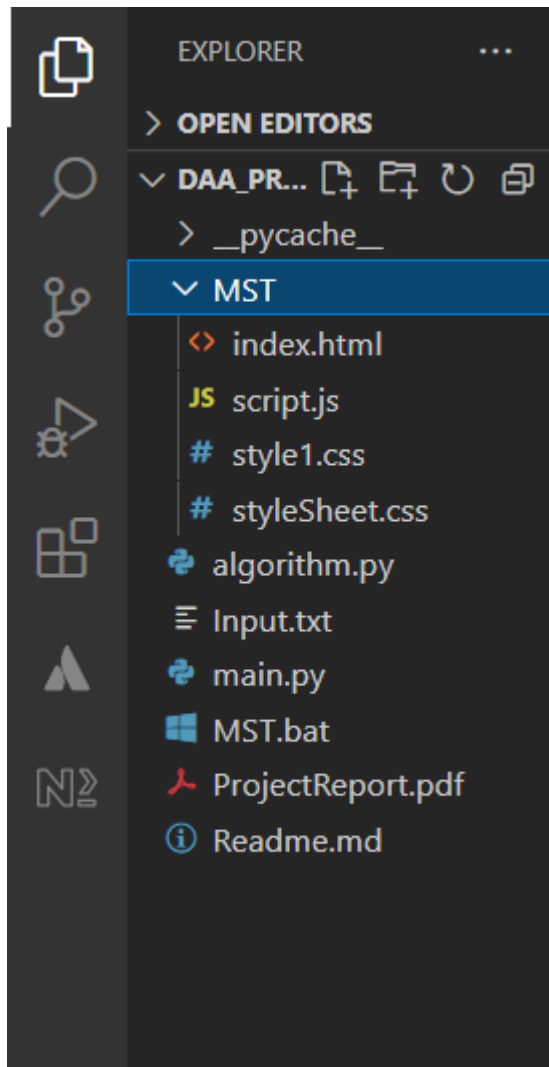 EXPLORER
OPEN EDITORS
DAA_PR...
__pycache__
MST
index.html
JS script.js
# style1.css
# styleSheet.css
algorithm.py
Input.txt
main.py
MST.bat
ProjectReport.pdf
Readme.md